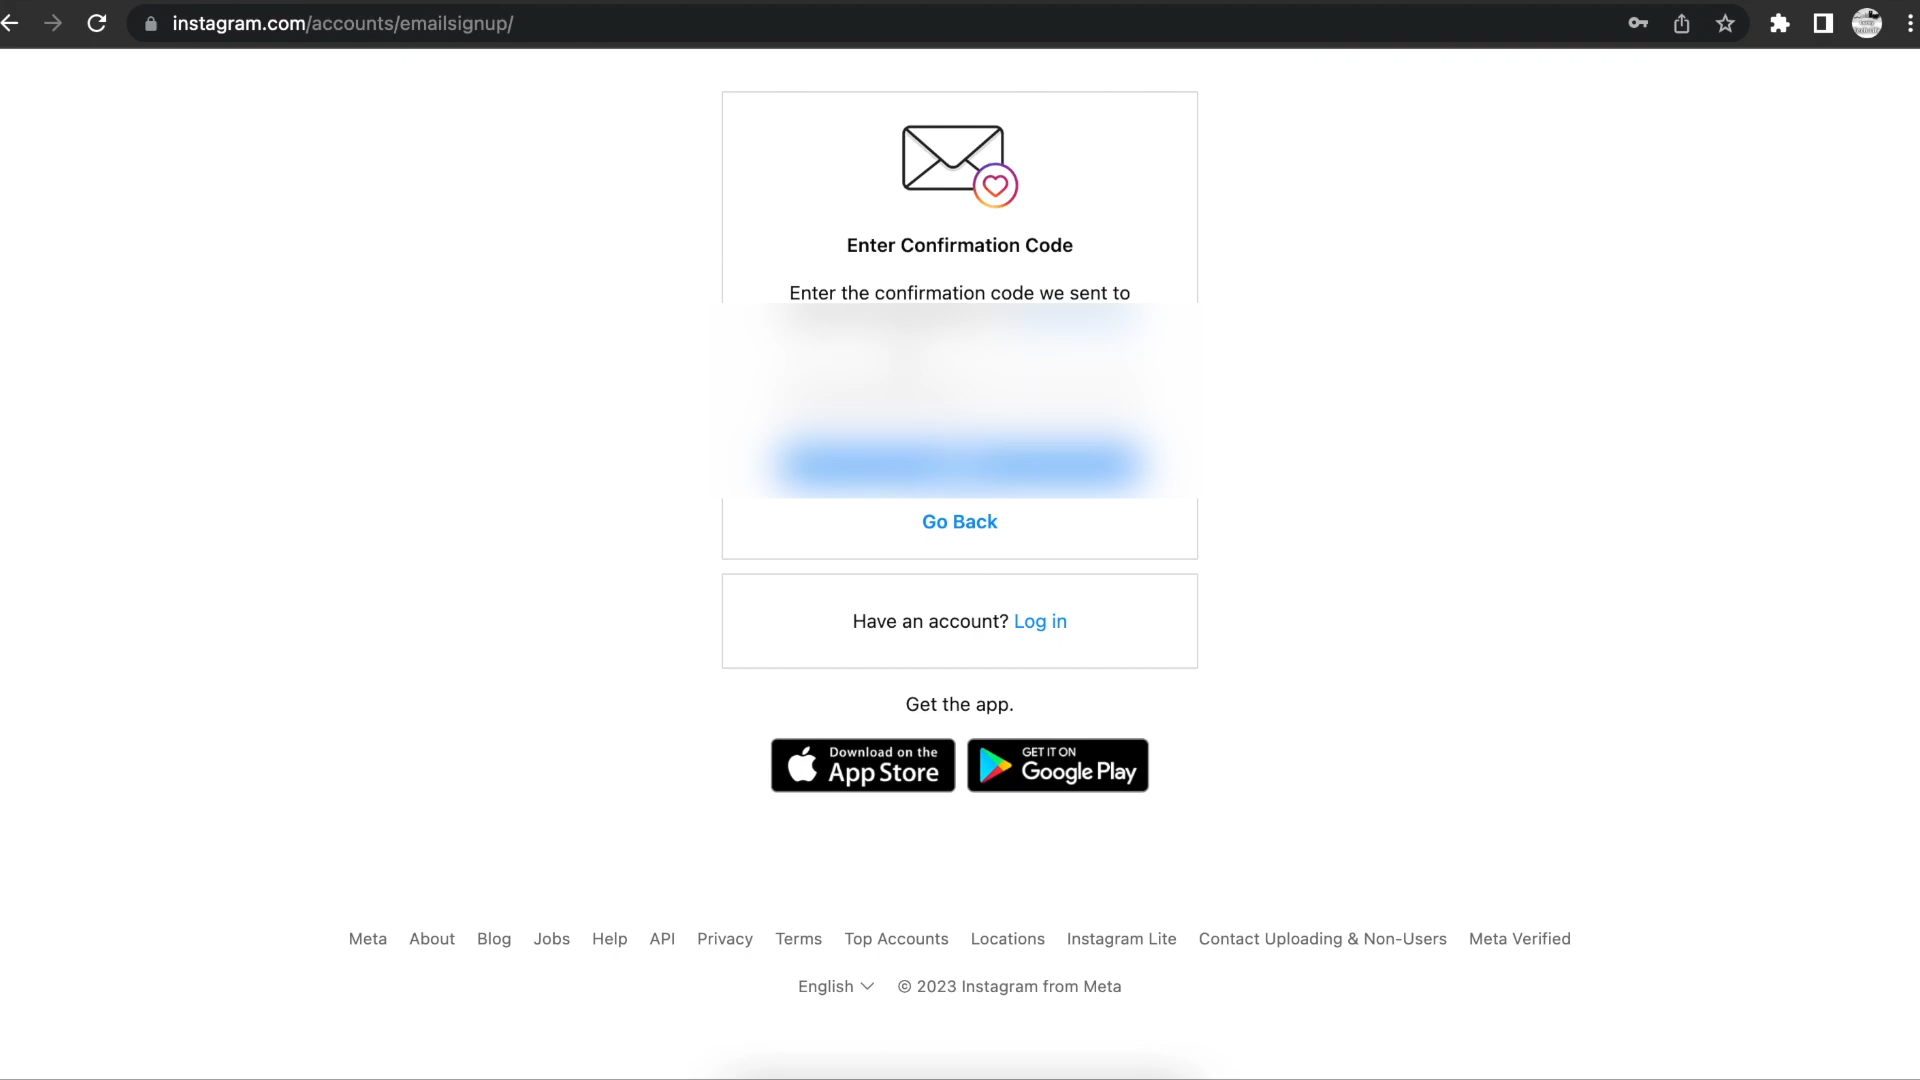 instagram.com/accounts/emailsignup/
Enter Confirmation Code
Enter the confirmation code we sent to
Go Back
Have an account? Log in
Get the app.
Download on the
App Store
GET IT ON
Google Play
Meta About Blog Jobs Help API Privacy Terms Top Accounts Locations Instagram Lite Contact Uploading & Non-Users Meta Verified
English © 2023 Instagram from Meta